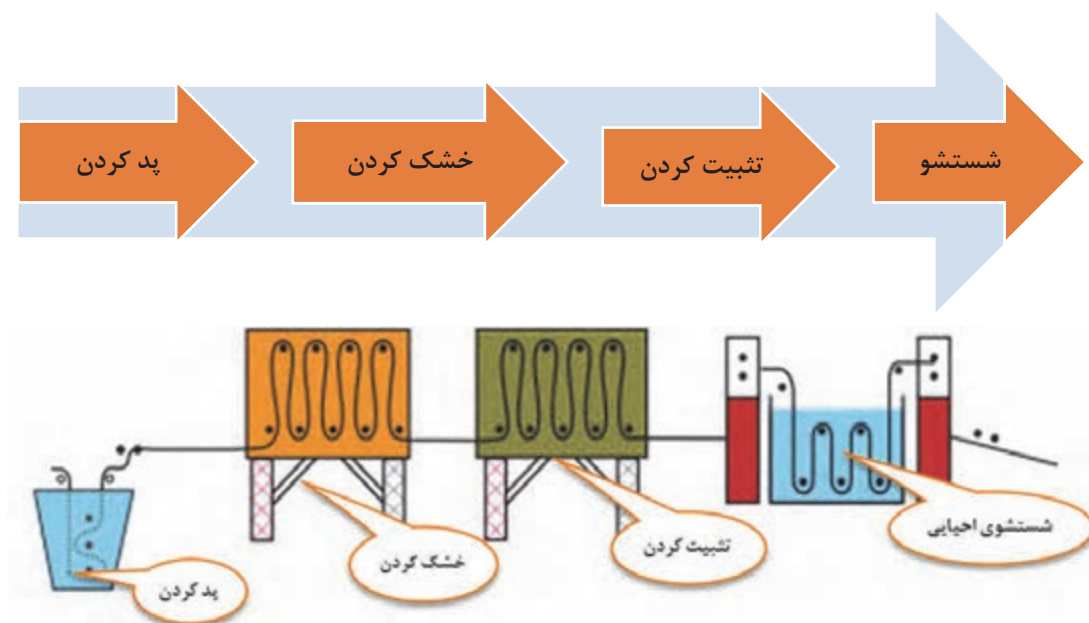 پد کردن
خشک کردن
تثبیت کردن
شستشو
پد کردن
خشک کردن
تثبیت کردن
شستشوی احیایی